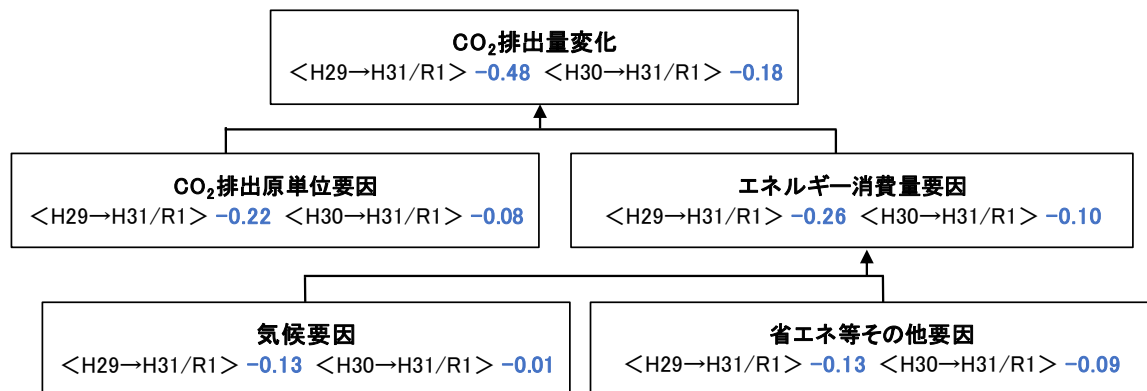 CO₂排出量変化
＜H29→H31/R1＞ −0.48 ＜H30→H31/R1＞ −0.18
CO₂排出原単位要因
＜H29→H31/R1＞ −0.22 ＜H30→H31/R1＞ −0.08
エネルギー消費量要因
＜H29→H31/R1＞ −0.26 ＜H30→H31/R1＞ −0.10
気候要因
＜H29→H31/R1＞ −0.13 ＜H30→H31/R1＞ −0.01
省エネ等その他要因
＜H29→H31/R1＞ −0.13 ＜H30→H31/R1＞ −0.09